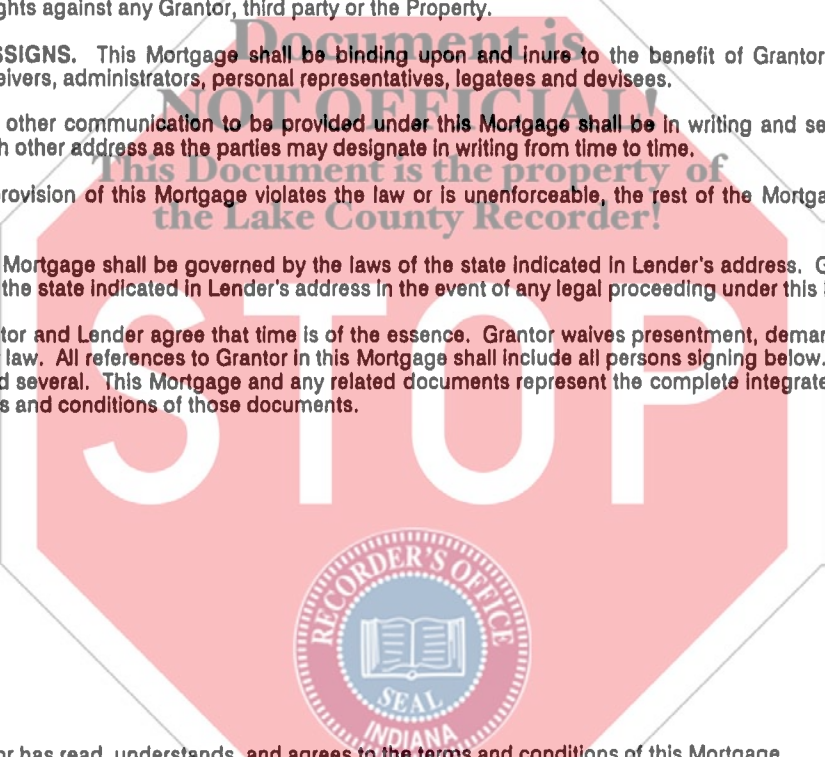 ghts against any Grantor, third party or the Property.
Document is
SSIGNS. This Mortgage shall be binding upon and inure to the benefit of Grantor
eivers, administrators, personal representatives, legatees and devisees.
NOT OFFICIAL!
other communication to be provided under this Mortgage shall be in writing and se
h other address as the parties may designate in writing from time to time.
This Document is the property of
rovision of this Mortgage violates the law or is unenforceable, the rest of the Mortga
the Lake County Recorder!
Mortgage shall be governed by the laws of the state indicated in Lender's address. G
the state indicated in Lender's address in the event of any legal proceeding under this
tor and Lender agree that time is of the essence. Grantor waives presentment, demar
law. All references to Grantor in this Mortgage shall include all persons signing below.
d several. This Mortgage and any related documents represent the complete integrate
s and conditions of those documents.
STOP
RECORDER'S OFFICE
SEAL
INDIANA
or has read, understands, and agrees to the terms and conditions of this Mortgage